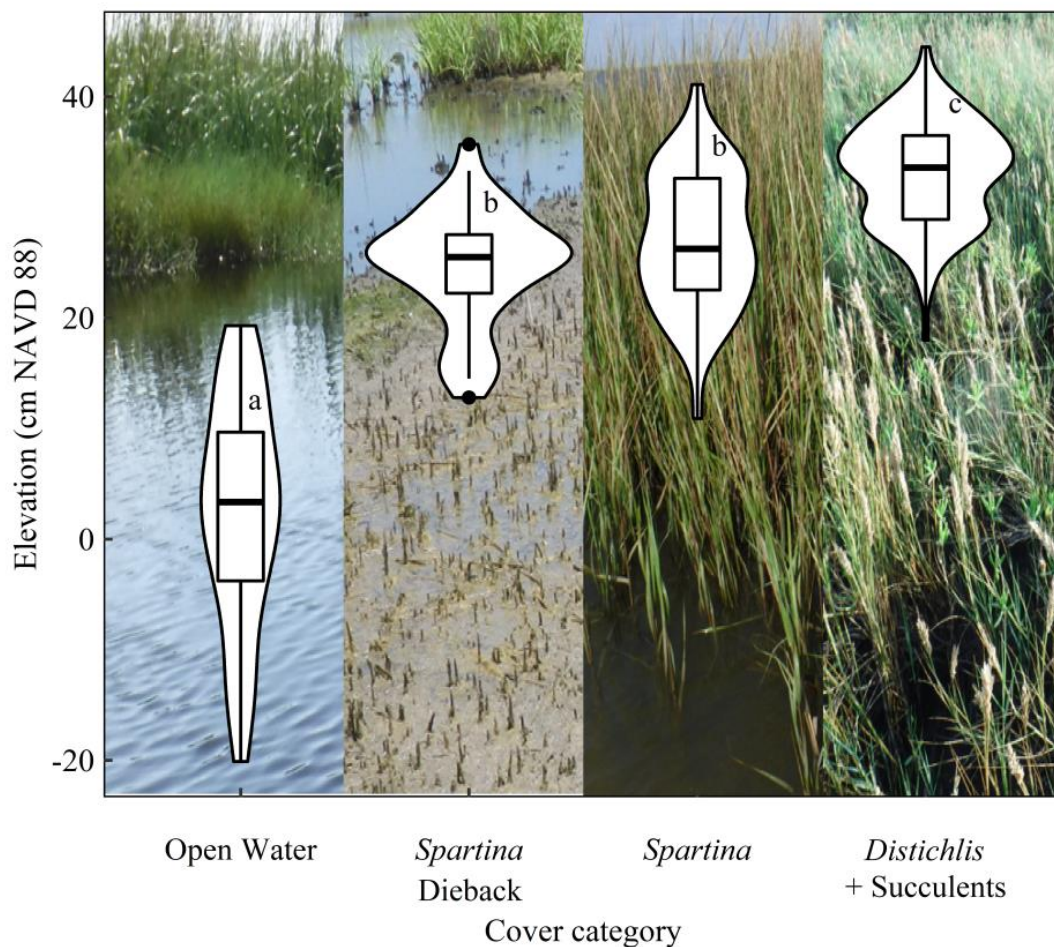 Elevation (cm NAVD 88)
40
20
0
-20
a
b
b
c
Open Water
Spartina
Dieback
Spartina
Distichlis
+ Succulents
Cover category